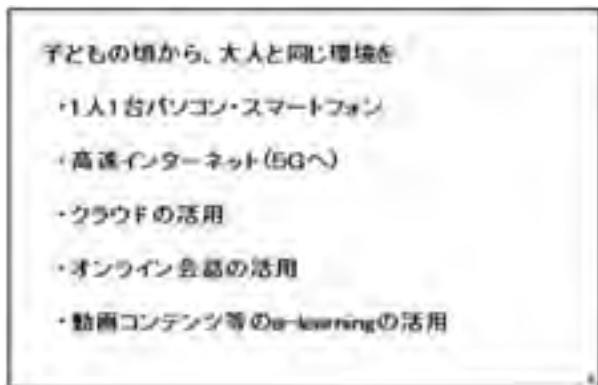 子どもの頃から、大人と同じ環境を
・1人1台パソコン・スマートフォン
・高速インターネット(5Gへ)
・クラウドの活用
・オンライン会話の活用
・動画コンテンツ等のe-learningの活用